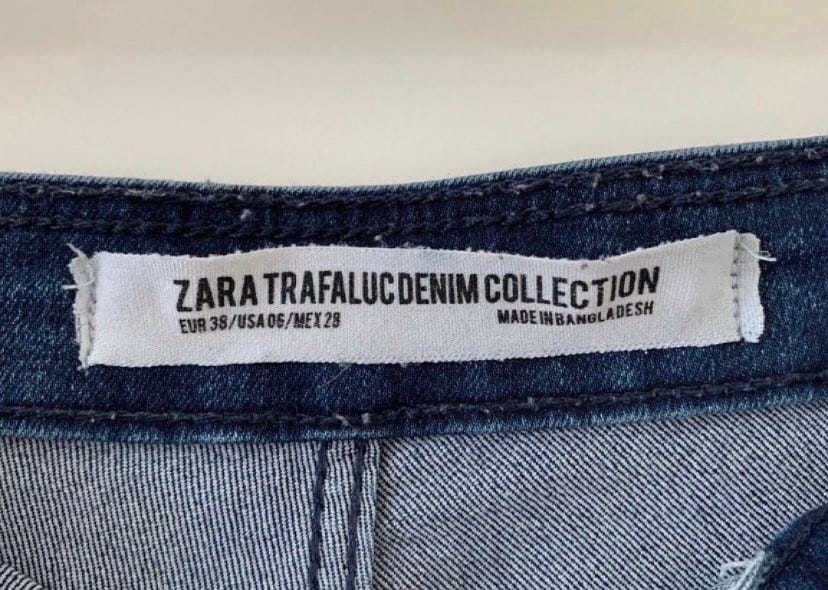 ZARA TRAFALUC DENIM COLLECTION
EUR 38/USA 06/MEX 28
MADE IN BANGLADESH